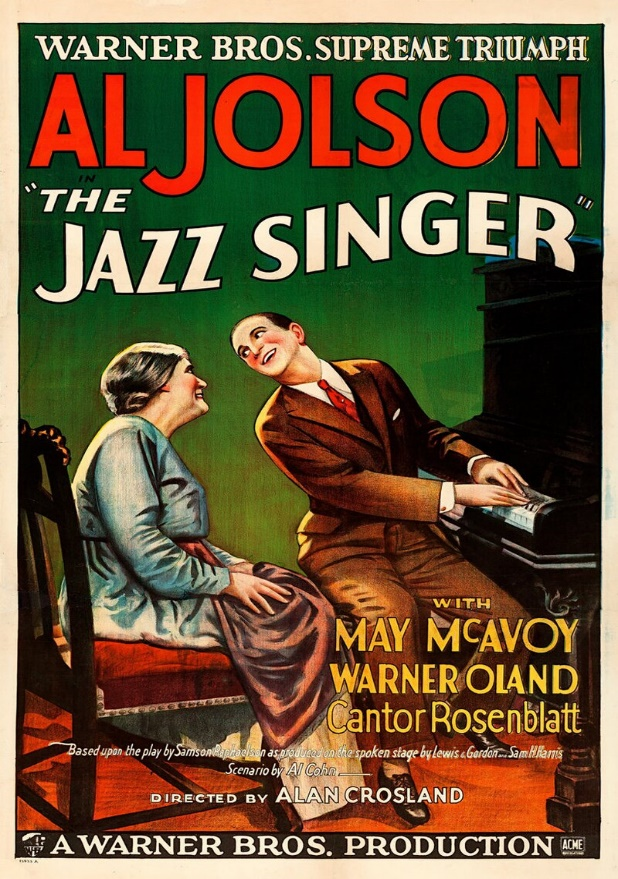 WARNER BROS. SUPREME TRIUMPH
AL JOLSON
IN
"THE
JAZZ SINGER"
WITH
MAY McAVOY
WARNER OLAND
Cantor Rosenblatt
Based upon the play by Samson Raphaelson as produced on the spoken stage by Lewis & Gordon and Sam H. Harris
Scenario by Al Cohn
DIRECTED BY ALAN CROSLAND
A WARNER BROS. PRODUCTION
ACME